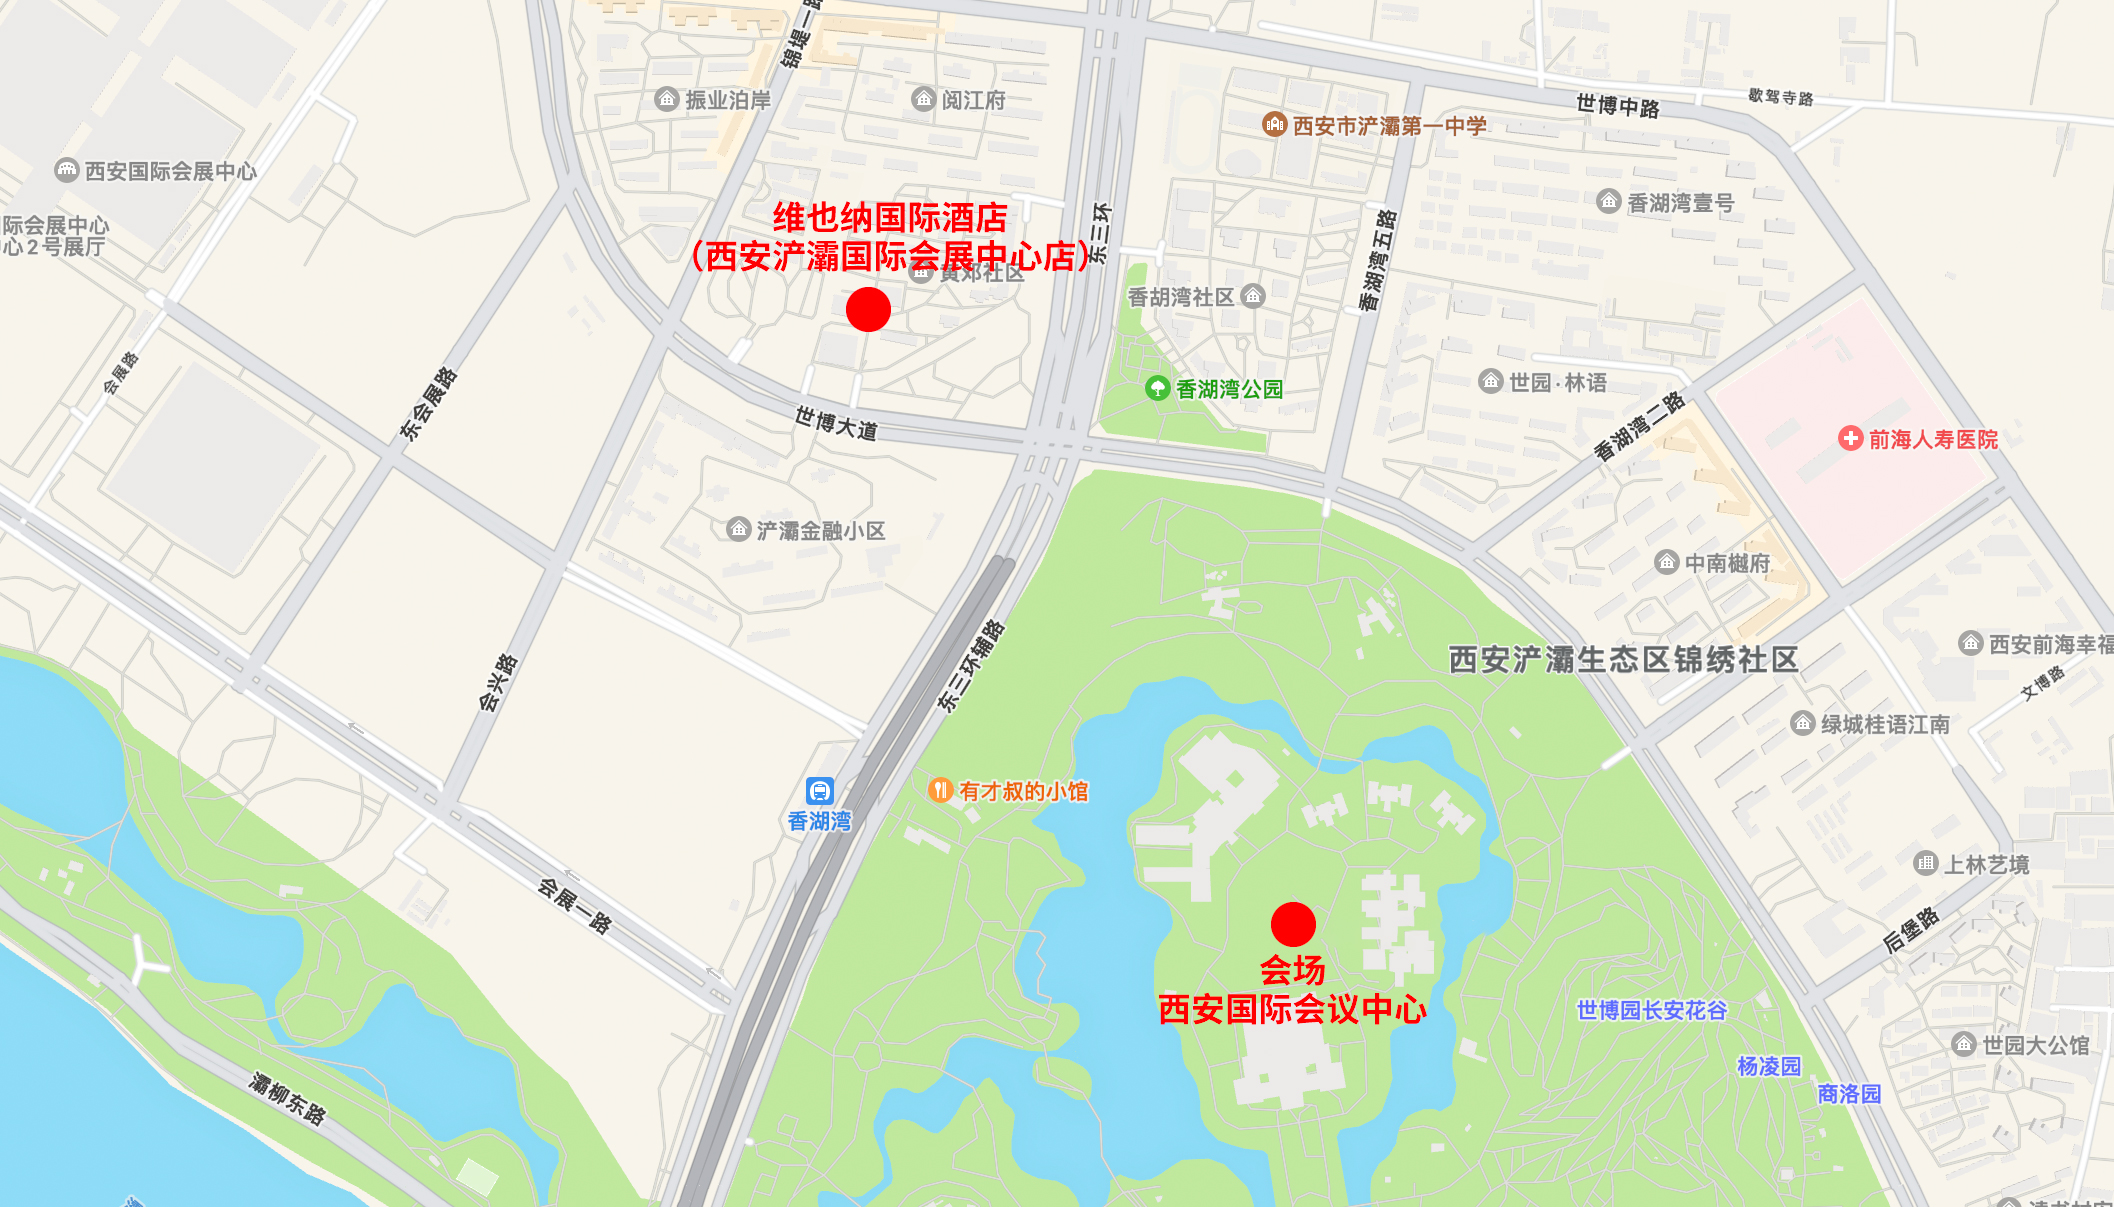 锦堤一路
振业泊岸
阅江府
西安市浐灞第一中学
世博中路
歇驾寺路
西安国际会展中心
国际会展中心
中心2号展厅
维也纳国际酒店
（西安浐灞国际会展中心店）
黄邓社区
东三环
香湖湾五路
香湖湾壹号
香胡湾社区
会展路
东会展路
世博大道
香湖湾公园
世园·林语
香湖湾二路
前海人寿医院
浐灞金融小区
中南樾府
会兴路
东三环辅路
西安浐灞生态区锦绣社区
西安前海幸福
文博路
绿城桂语江南
香湖湾
有才叔的小馆
上林艺境
会展一路
后堡路
会场
西安国际会议中心
世博园长安花谷
世园大公馆
杨凌园
商洛园
灞柳东路